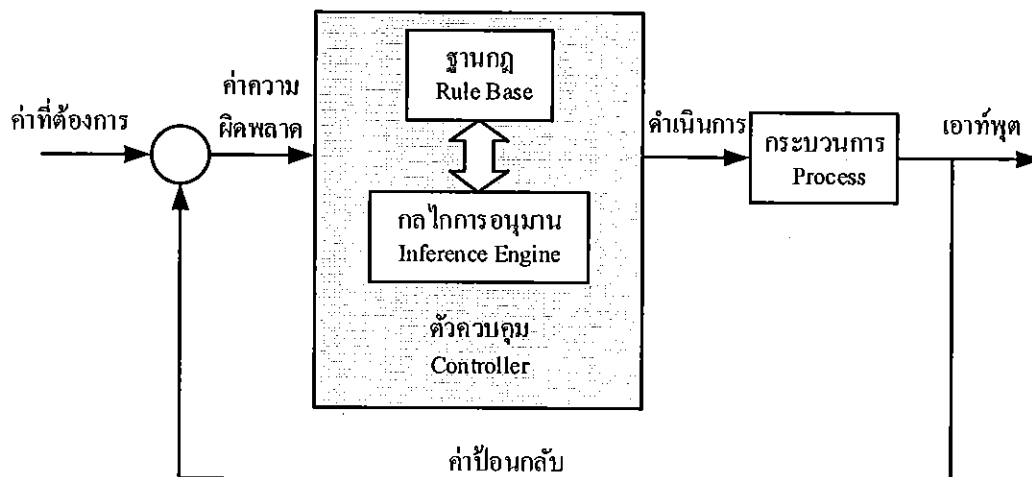 ค่าที่ต้องการ
ค่าความ
ผิดพลาด
ฐานกฎ
Rule Base
กลไกการอนุมาน
Inference Engine
ตัวควบคุม
Controller
ดำเนินการ
กระบวนการ
Process
เอาท์พุต
ค่าป้อนกลับ